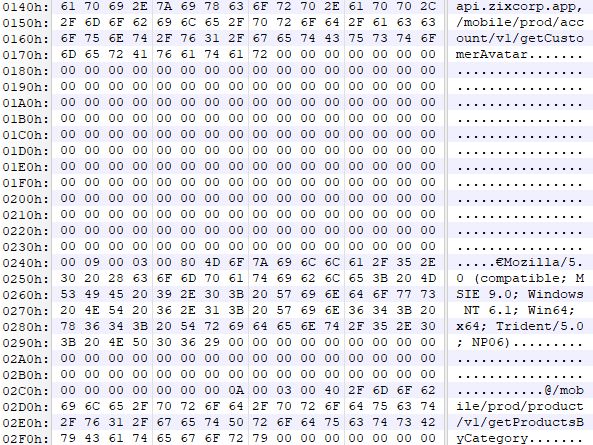 0140h: 61 70 69 2E 7A 69 78 63 6F 72 70 2E 61 70 70 2C api.zixcorp.app,
0150h: 2F 6D 6F 62 69 6C 65 2F 70 72 6F 64 2F 61 63 63 /mobile/prod/acc
0160h: 6F 75 6E 74 2F 76 31 2F 67 65 74 43 75 73 74 6F ount/v1/getCusto
0170h: 6D 65 72 41 76 61 74 61 72 00 00 00 00 00 00 00 merAvatar.......
0180h: 00 00 00 00 00 00 00 00 00 00 00 00 00 00 00 00 ................
0190h: 00 00 00 00 00 00 00 00 00 00 00 00 00 00 00 00 ................
01A0h: 00 00 00 00 00 00 00 00 00 00 00 00 00 00 00 00 ................
01B0h: 00 00 00 00 00 00 00 00 00 00 00 00 00 00 00 00 ................
01C0h: 00 00 00 00 00 00 00 00 00 00 00 00 00 00 00 00 ................
01D0h: 00 00 00 00 00 00 00 00 00 00 00 00 00 00 00 00 ................
01E0h: 00 00 00 00 00 00 00 00 00 00 00 00 00 00 00 00 ................
01F0h: 00 00 00 00 00 00 00 00 00 00 00 00 00 00 00 00 ................
0200h: 00 00 00 00 00 00 00 00 00 00 00 00 00 00 00 00 ................
0210h: 00 00 00 00 00 00 00 00 00 00 00 00 00 00 00 00 ................
0220h: 00 00 00 00 00 00 00 00 00 00 00 00 00 00 00 00 ................
0230h: 00 00 00 00 00 00 00 00 00 00 00 00 00 00 00 00 ................
0240h: 00 09 00 03 00 80 4D 6F 7A 69 6C 6C 61 2F 35 2E .....€Mozilla/5.
0250h: 30 20 28 63 6F 6D 70 61 74 69 62 6C 65 3B 20 4D 0 (compatible; M
0260h: 53 49 45 20 39 2E 30 3B 20 57 69 6E 64 6F 77 73 SIE 9.0; Windows
0270h: 20 4E 54 20 36 2E 31 3B 20 57 69 6E 36 34 3B 20 NT 6.1; Win64;
0280h: 78 36 34 3B 20 54 72 69 64 65 6E 74 2F 35 2E 30 x64; Trident/5.0
0290h: 3B 20 4E 50 30 36 29 00 00 00 00 00 00 00 00 00 ; NP06).........
02A0h: 00 00 00 00 00 00 00 00 00 00 00 00 00 00 00 00 ................
02B0h: 00 00 00 00 00 00 00 00 00 00 00 00 00 00 00 00 ................
02C0h: 00 00 00 00 00 00 00 0A 00 03 00 40 2F 6D 6F 62 ...........@/mob
02D0h: 69 6C 65 2F 70 72 6F 64 2F 70 72 6F 64 75 63 74 ile/prod/product
02E0h: 2F 76 31 2F 67 65 74 50 72 6F 64 75 63 74 73 42 /v1/getProductsB
02F0h: 79 43 61 74 65 67 6F 72 79 00 00 00 00 00 00 00 yCategory.......